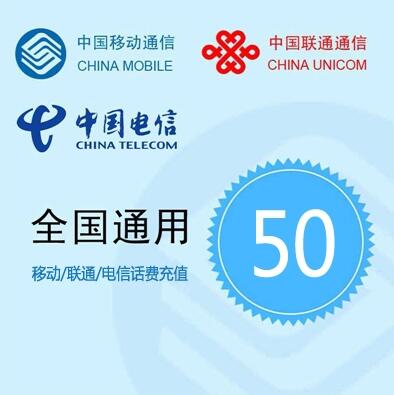 中国移动通信
CHINA MOBILE
中国联通通信
CHINA UNICOM
中国电信
CHINA TELECOM
全国通用
移动/联通/电信话费充值
50